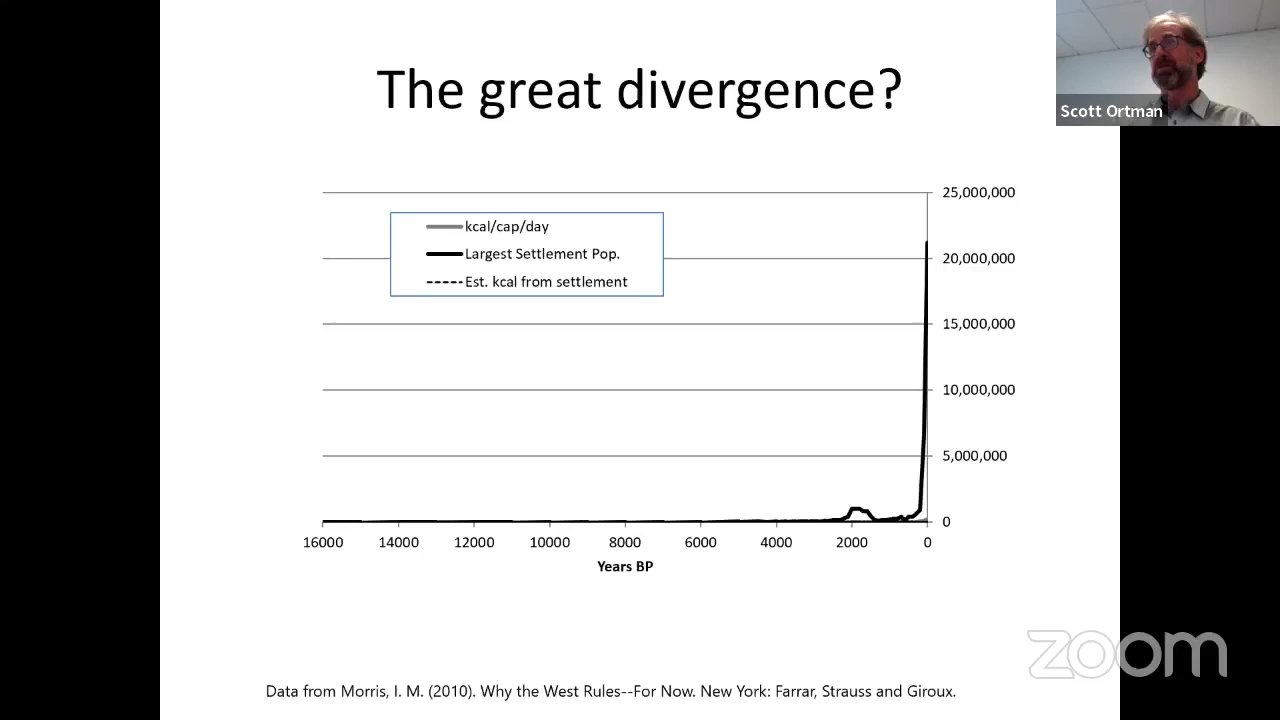 The great divergence?
Scott Ortman
25,000,000
kcal/cap/day
Largest Settlement Pop.
20,000,000
Est. kcal from settlement
15,000,000
10,000,000
5,000,000
0
16000 14000 12000 10000 8000 6000 4000 2000 0
Years BP
zoom
Data from Morris, I. M. (2010). Why the West Rules--For Now. New York: Farrar, Strauss and Giroux.